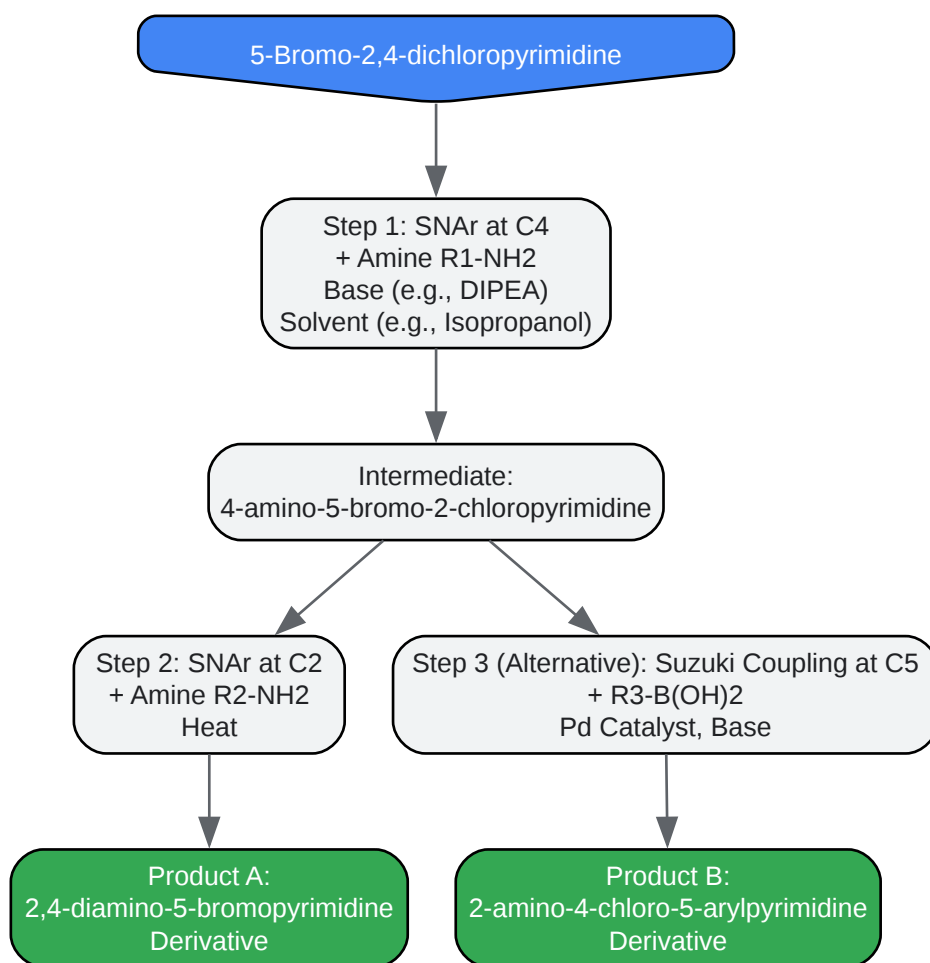 5-Bromo-2,4-dichloropyrimidine
Step 1: SNAr at C4
+ Amine R1-NH2
Base (e.g., DIPEA)
Solvent (e.g., Isopropanol)
Intermediate:
4-amino-5-bromo-2-chloropyrimidine
Step 2: SNAr at C2
+ Amine R2-NH2
Heat
Step 3 (Alternative): Suzuki Coupling at C5
+ R3-B(OH)2
Pd Catalyst, Base
Product A:
2,4-diamino-5-bromopyrimidine
Derivative
Product B:
2-amino-4-chloro-5-arylpyrimidine
Derivative